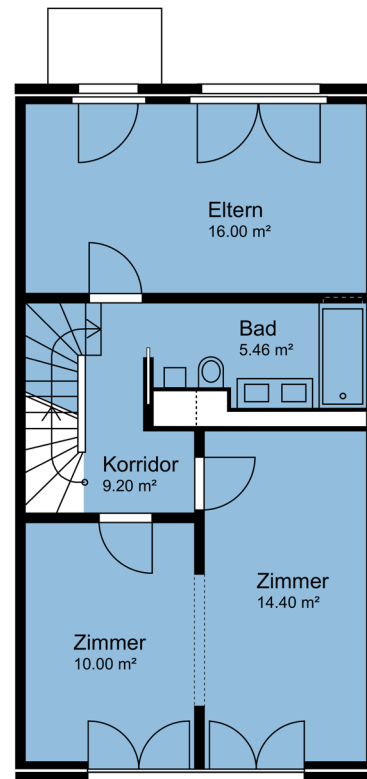 Eltern
16.00 m²
Bad
5.46 m²
Korridor
9.20 m²
Zimmer
14.40 m²
Zimmer
10.00 m²